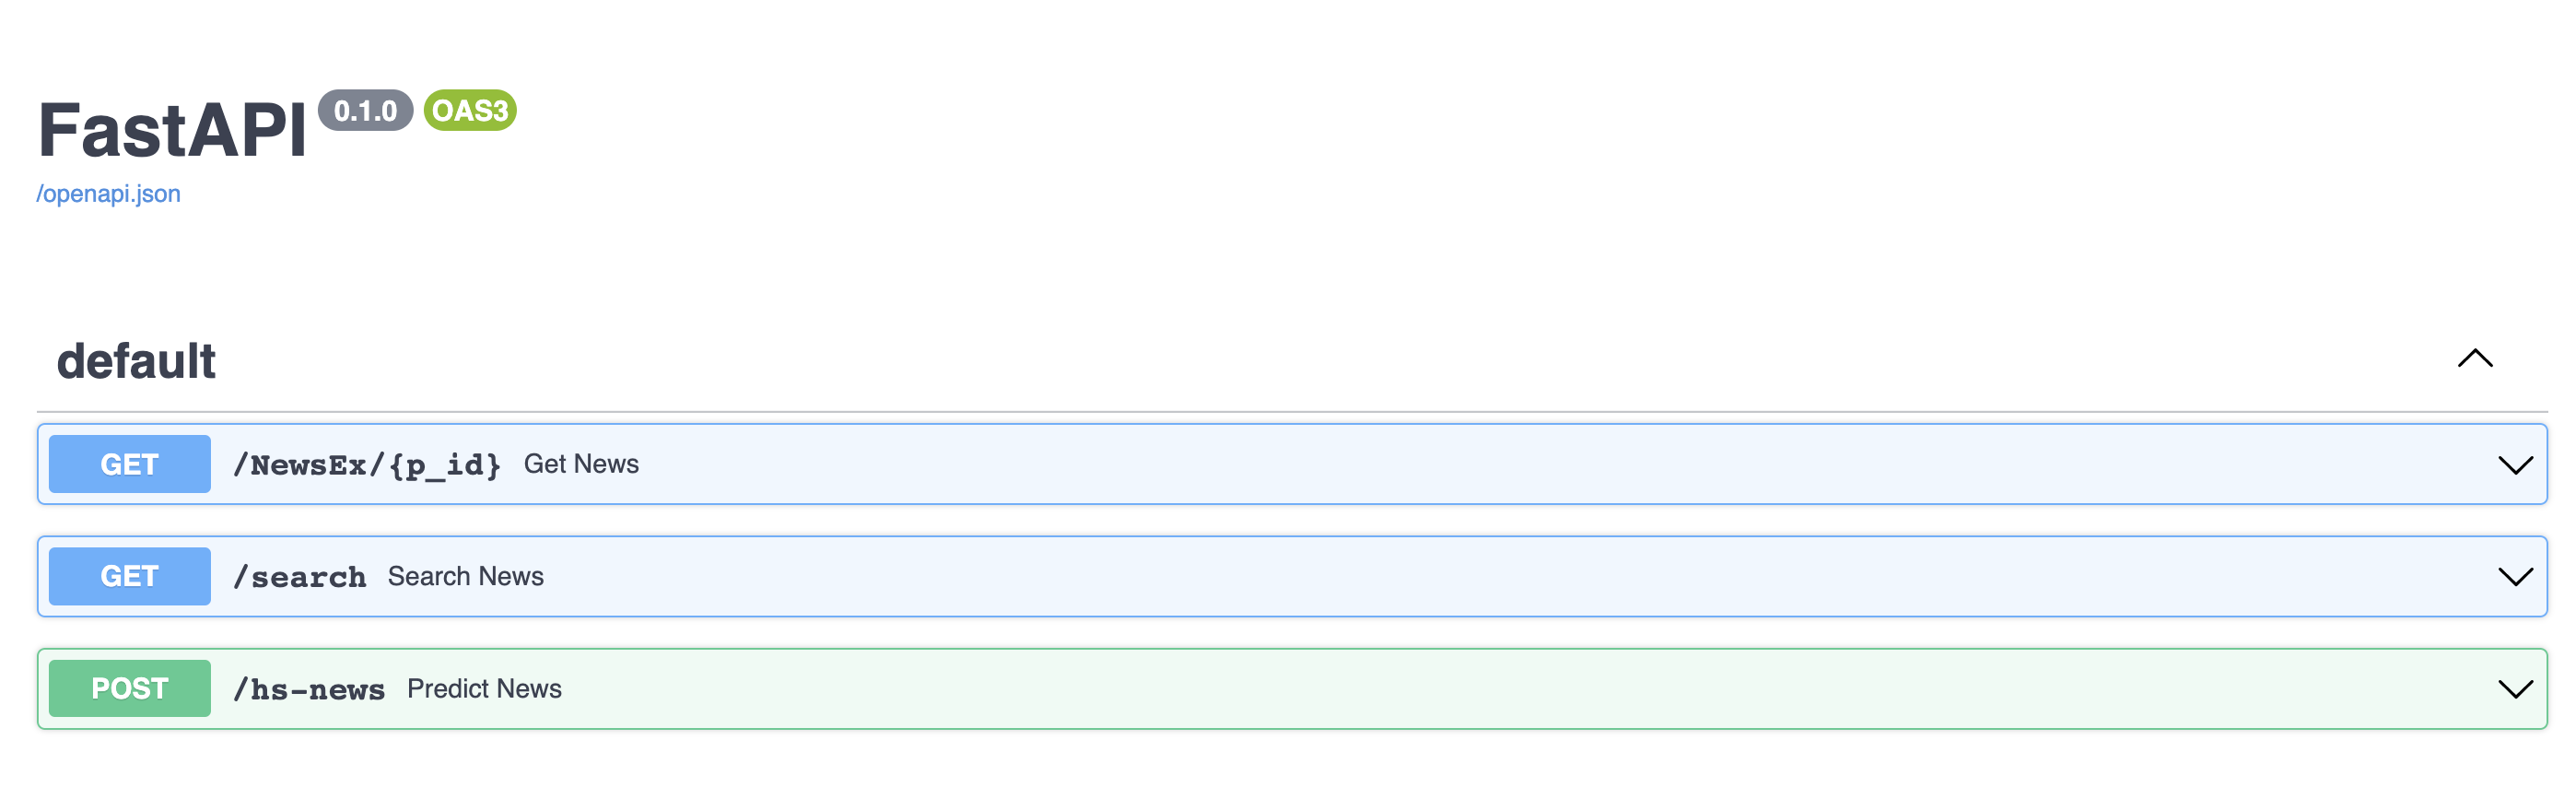 FastAPI 0.1.0 OAS3
/openapi.json
default
GET /NewsEx/{p_id} Get News
GET /search Search News
POST /hs-news Predict News